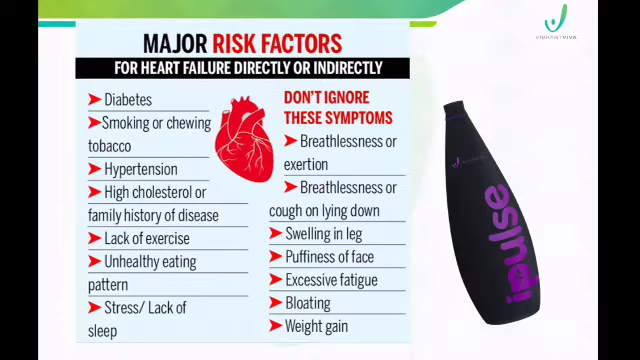 MAJOR RISK FACTORS
FOR HEART FAILURE DIRECTLY OR INDIRECTLY
➤ Diabetes
➤ Smoking or chewing
tobacco
➤ Hypertension
➤ High cholesterol or
family history of disease
➤ Lack of exercise
➤ Unhealthy eating
pattern
➤ Stress/ Lack of
sleep
DON'T IGNORE
THESE SYMPTOMS
➤ Breathlessness or
exertion
➤ Breathlessness or
cough on lying down
➤ Swelling in leg
➤ Puffiness of face
➤ Excessive fatigue
➤ Bloating
➤ Weight gain
ipulse